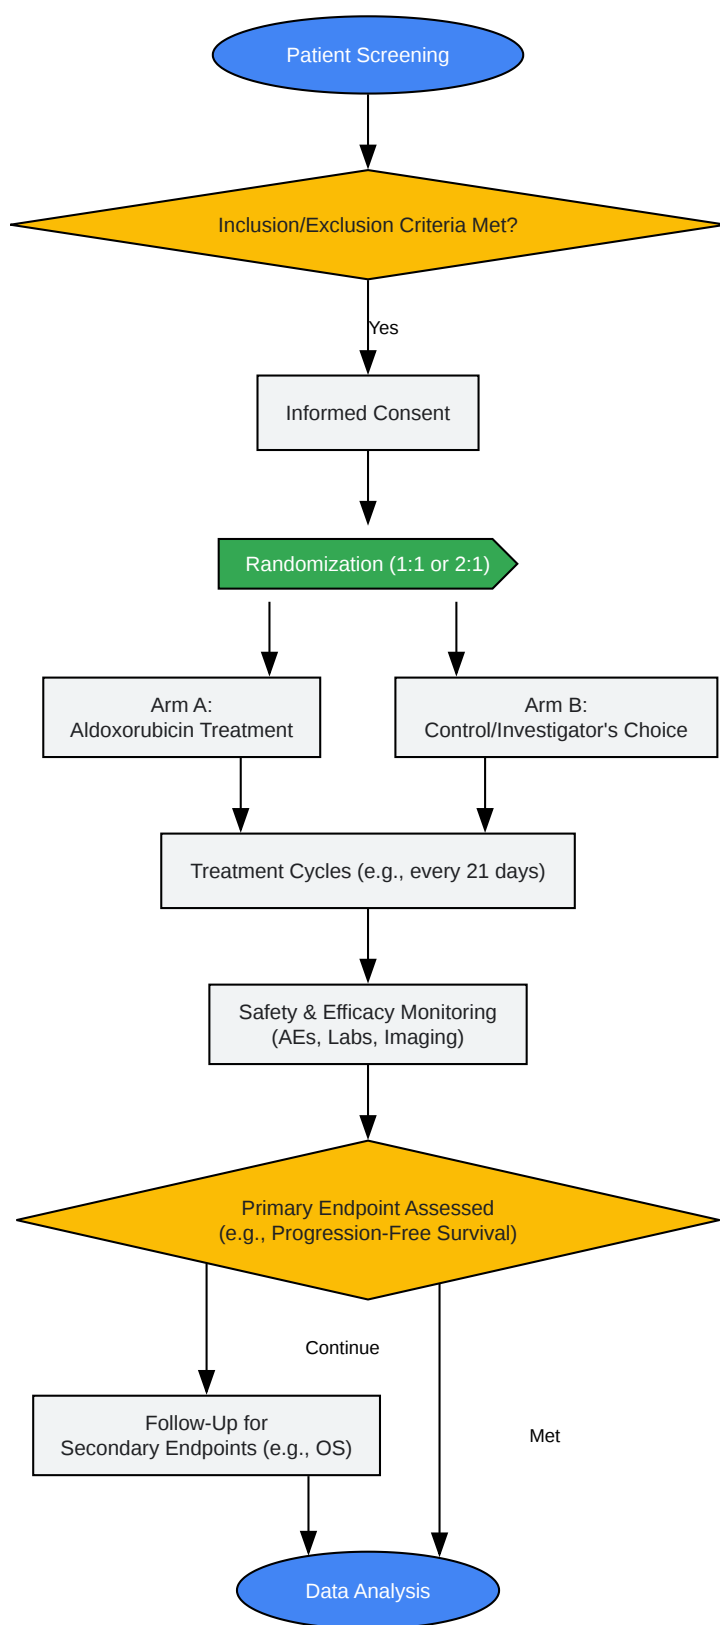 Patient Screening
Inclusion/Exclusion Criteria Met?
Yes
Informed Consent
Randomization (1:1 or 2:1)
Arm A:
Aldoxorubicin Treatment
Arm B:
Control/Investigator's Choice
Treatment Cycles (e.g., every 21 days)
Safety & Efficacy Monitoring
(AEs, Labs, Imaging)
Primary Endpoint Assessed
(e.g., Progression-Free Survival)
Continue
Follow-Up for
Secondary Endpoints (e.g., OS)
Met
Data Analysis